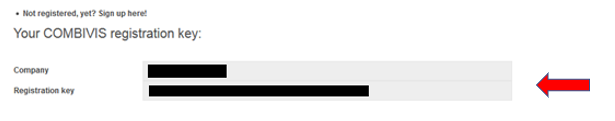 • Not registered, yet? Sign up here!
Your COMBIVIS registration key:
Company
Registration key